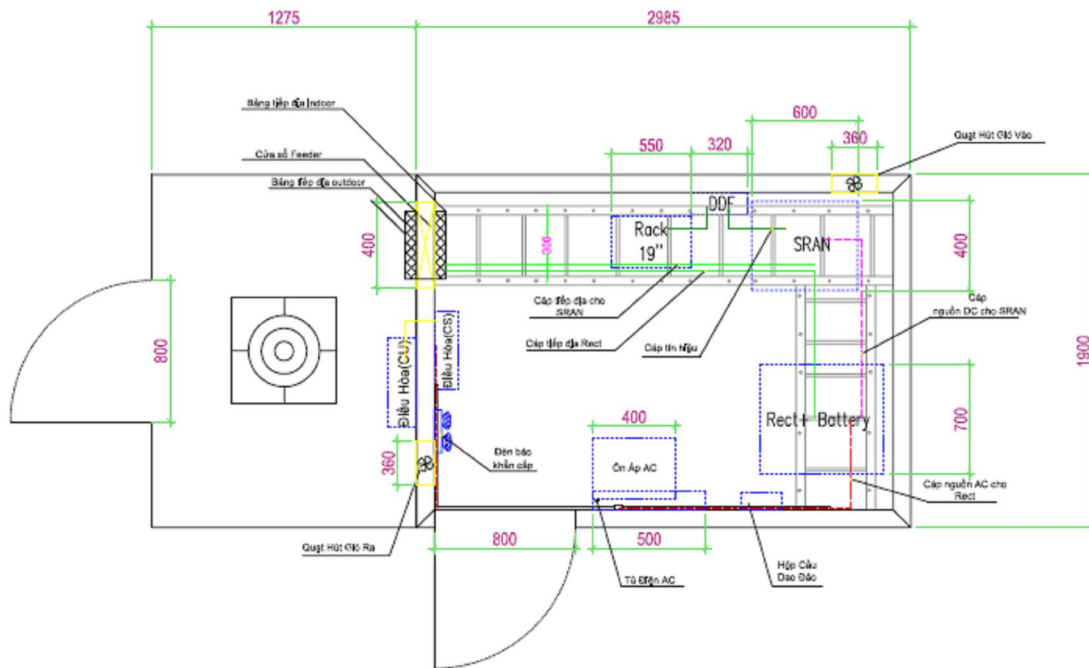 1275
2985
Bảng tiếp địa Indoor
Cửa sổ Feeder
Bảng tiếp địa outdoor
600
550
320
360
Quạt Hút Gió Vào
DDF
Rack
19"
SRAN
300
400
400
Cáp tiếp địa cho
SRAN
Cáp tiếp địa Rect
Cáp tín hiệu
Cáp
nguồn DC cho SRAN
800
1900
Điều Hòa(CU)
Điều Hòa(CS)
Rect+ Battery
700
400
Ổn Áp AC
360
Đèn báo
khẩn cấp
Cáp nguồn AC cho
Rect
Quạt Hút Gió Ra
800
500
Tủ Điện AC
Hộp Cầu
Dao Đảo